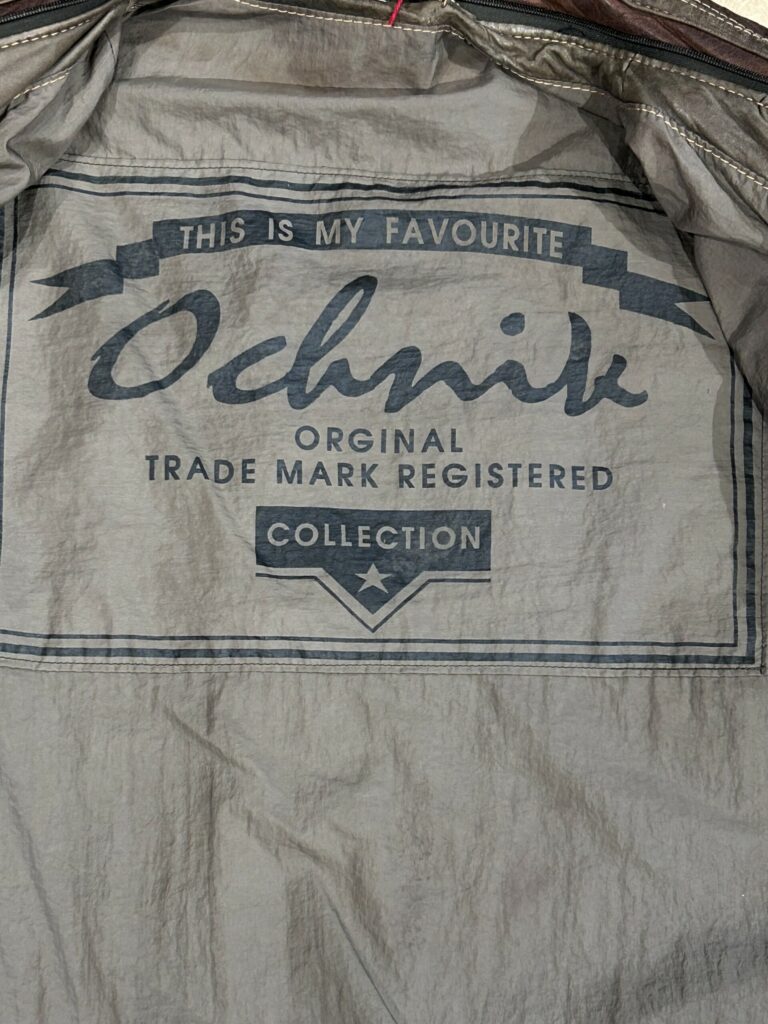 THIS IS MY FAVOURITE
Ochnik
ORGINAL
TRADE MARK REGISTERED
COLLECTION